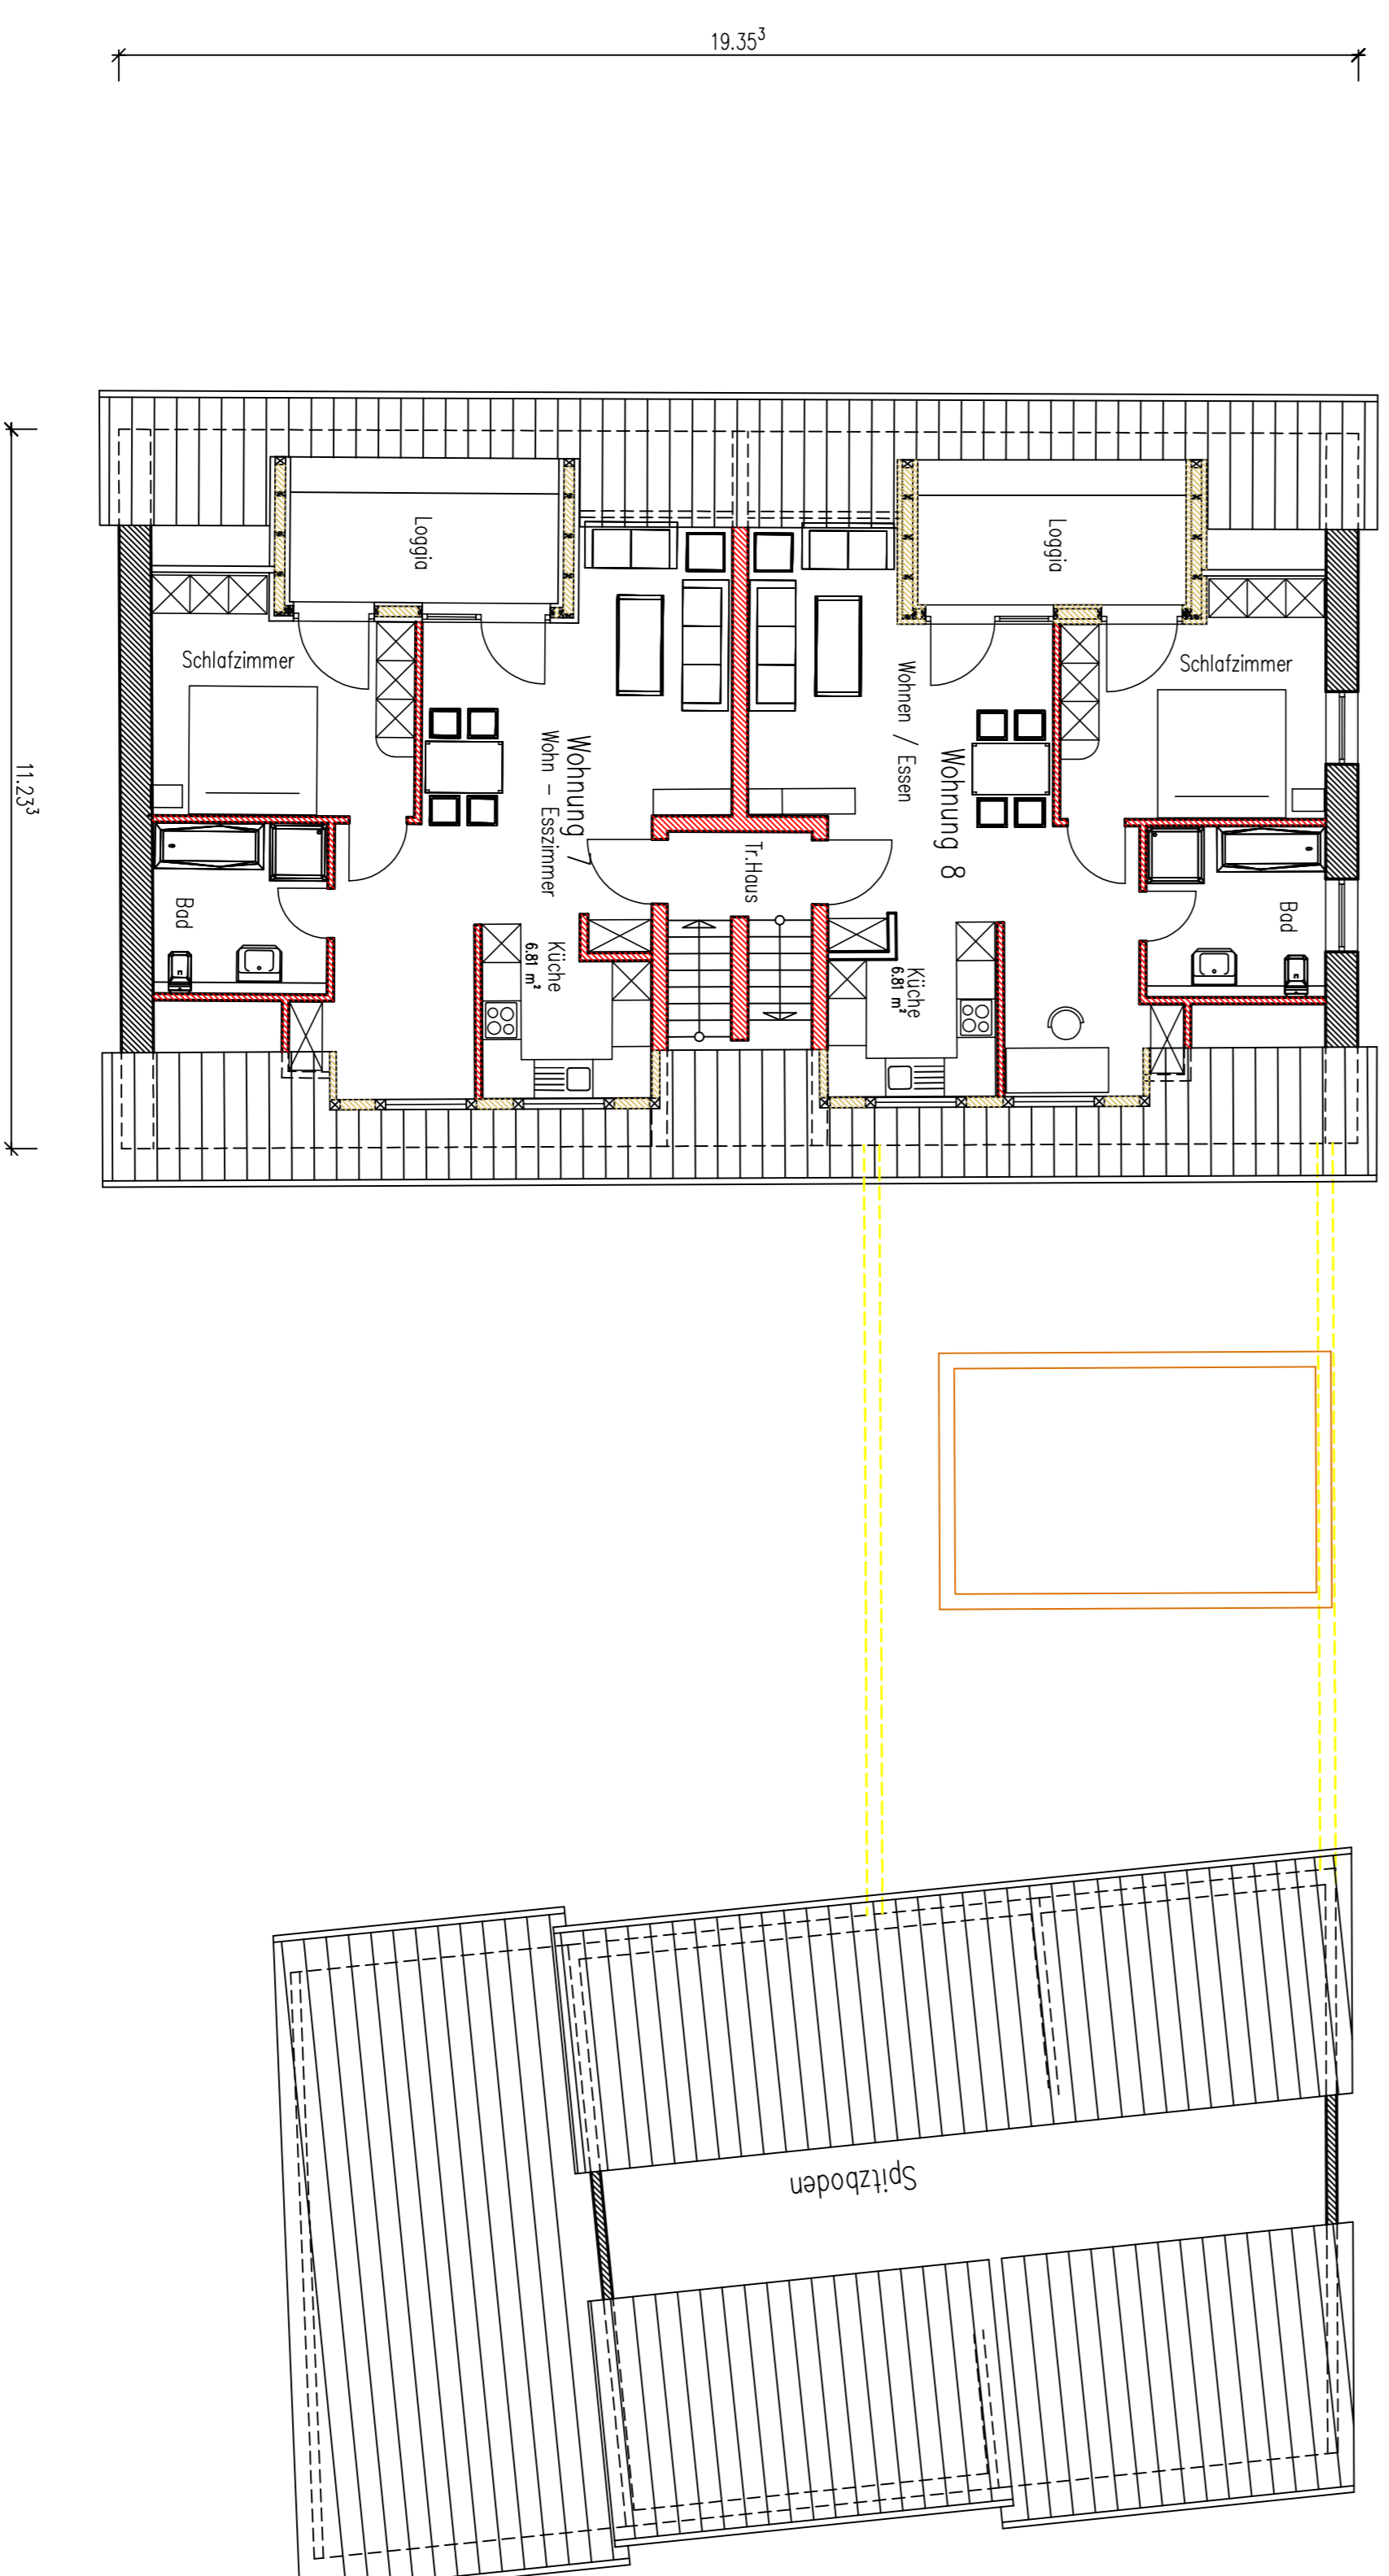 19.35³
11.23³
Loggia
Loggia
Schlafzimmer
Schlafzimmer
Wohnen / Essen
Wohnung 7
Wohn - Esszimmer
Wohnung 8
Tr.Haus
Bad
Bad
Küche
6.81 m²
Küche
6.81 m²
Spitzboden